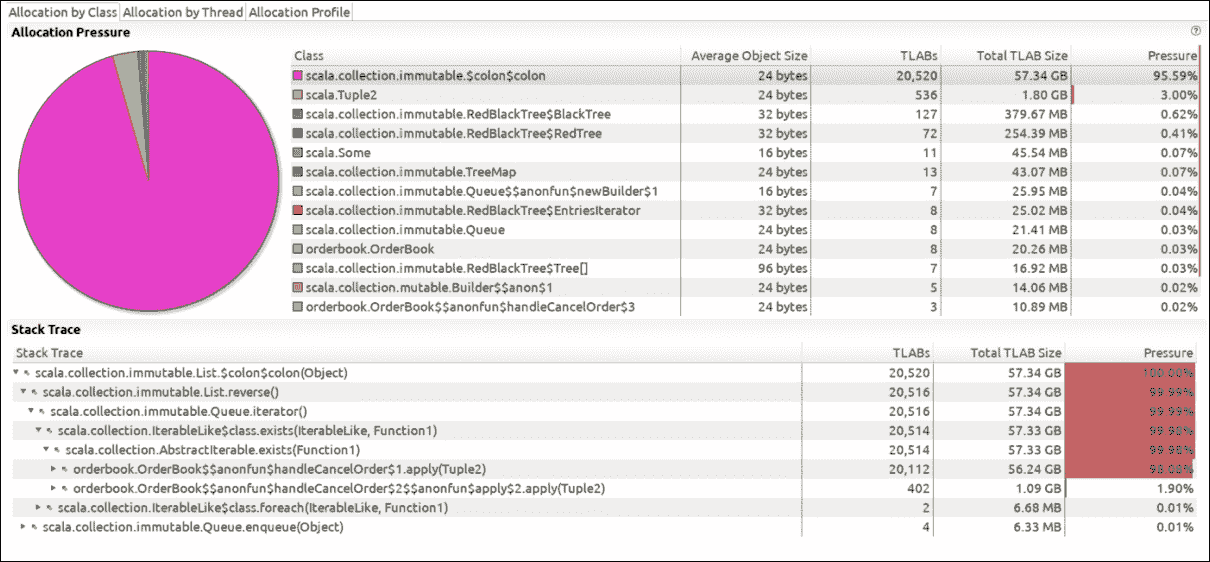 Allocation by Class Allocation by Thread Allocation Profile
Allocation Pressure
Class Average Object Size TLABs Total TLAB Size Pressure
scala.collection.immutable.$colon$colon 24 bytes 20,520 57.34 GB 95.59%
scala.Tuple2 24 bytes 536 1.80 GB 3.00%
scala.collection.immutable.RedBlackTree$BlackTree 32 bytes 127 379.67 MB 0.62%
scala.collection.immutable.RedBlackTree$RedTree 32 bytes 72 254.39 MB 0.41%
scala.Some 16 bytes 11 45.54 MB 0.07%
scala.collection.immutable.TreeMap 24 bytes 13 43.07 MB 0.07%
scala.collection.immutable.Queue$$anonfun$newBuilder$1 16 bytes 7 25.95 MB 0.04%
scala.collection.immutable.RedBlackTree$EntriesIterator 32 bytes 8 25.02 MB 0.04%
scala.collection.immutable.Queue 24 bytes 8 21.41 MB 0.03%
orderbook.OrderBook 24 bytes 8 20.26 MB 0.03%
scala.collection.immutable.RedBlackTree$Tree[] 96 bytes 7 16.92 MB 0.03%
scala.collection.mutable.Builder$$anon$1 24 bytes 5 14.06 MB 0.02%
orderbook.OrderBook$$anonfun$handleCancelOrder$3 24 bytes 3 10.89 MB 0.02%
Stack Trace
Stack Trace TLABs Total TLAB Size Pressure
scala.collection.immutable.List.$colon$colon(Object) 20,520 57.34 GB 100.00%
scala.collection.immutable.List.reverse() 20,516 57.34 GB 99.99%
scala.collection.immutable.Queue.iterator() 20,516 57.34 GB 99.99%
scala.collection.IterableLike$class.exists(IterableLike, Function1) 20,514 57.33 GB 99.98%
scala.collection.AbstractIterable.exists(Function1) 20,514 57.33 GB 99.98%
orderbook.OrderBook$$anonfun$handleCancelOrder$1.apply(Tuple2) 20,112 56.24 GB 98.08%
orderbook.OrderBook$$anonfun$handleCancelOrder$2$$anonfun$apply$2.apply(Tuple2) 402 1.09 GB 1.90%
scala.collection.IterableLike$class.foreach(IterableLike, Function1) 2 6.68 MB 0.01%
scala.collection.immutable.Queue.enqueue(Object) 4 6.33 MB 0.01%